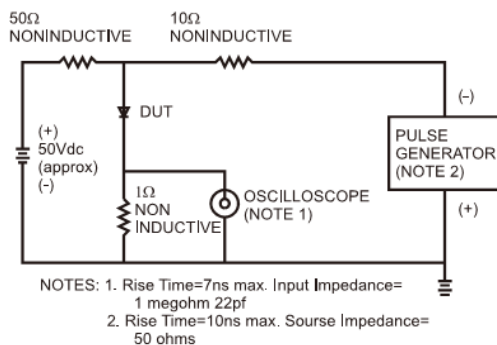 50Ω
NONINDUCTIVE
10Ω
NONINDUCTIVE
DUT
(+)
50Vdc
(approx)
(-)
1Ω
NON
INDUCTIVE
OSCILLOSCOPE
(NOTE 1)
(-)
PULSE
GENERATOR
(NOTE 2)
(+)
NOTES: 1. Rise Time=7ns max. Input Impedance=
1 megohm 22pf
2. Rise Time=10ns max. Sourse Impedance=
50 ohms